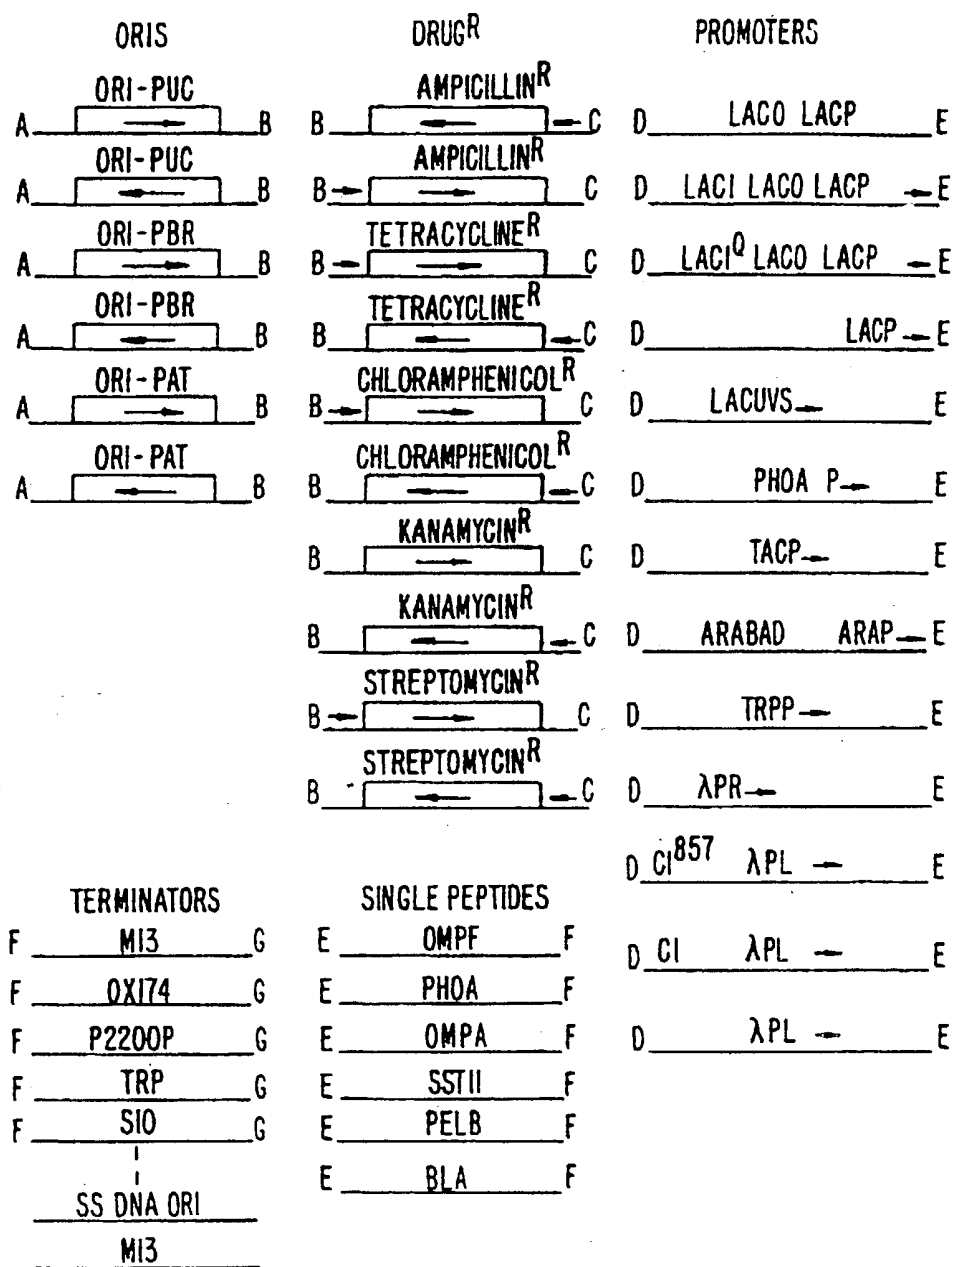 ORIS
ORI-PUC
A B
ORI-PUC
A B
ORI-PBR
A B
ORI-PBR
A B
ORI-PAT
A B
ORI-PAT
A B
DRUGR
AMPICILLINR
B C
AMPICILLINR
B C
TETRACYCLINER
B C
TETRACYCLINER
B C
CHLORAMPHENICOLR
B C
CHLORAMPHENICOLR
B C
KANAMYCINR
B C
KANAMYCINR
B C
STREPTOMYCINR
B C
STREPTOMYCINR
B C
PROMOTERS
D LACO LACP E
D LACI LACO LACP E
D LACIQ LACO LACP E
D LACP E
D LACUVS E
D PHOA P E
D TACP E
D ARABAD ARAP E
D TRPP E
D λPR E
D CI857 λPL E
D CI λPL E
D λPL E
TERMINATORS
F M13 G
F OX174 G
F P2200P G
F TRP G
F S10 G
SS DNA ORI
M13
SINGLE PEPTIDES
E OMPF F
E PHOA F
E OMPA F
E SSTII F
E PELB F
E BLA F